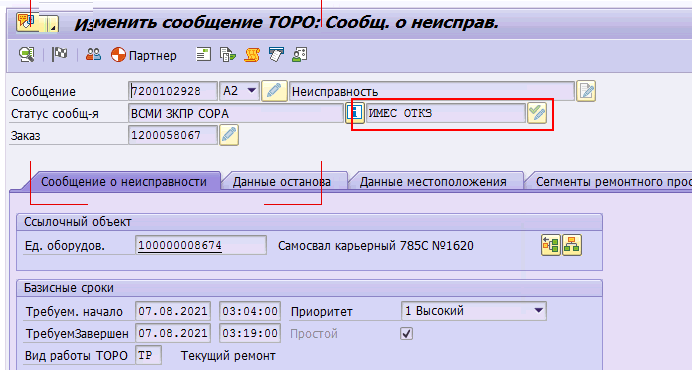 Изменить сообщение ТОРО: Сообщ. о неисправ.
Партнер
Сообщение 7200102928 A2 Неисправность
Статус сообщ-я ВСМИ ЗКПР СОРА ИМЕС ОТКЗ
Заказ 1200058067
Сообщение о неисправности Данные останова Данные местоположения Сегменты ремонтного прос
Ссылочный объект
Ед. оборудов. 100000008674 Самосвал карьерный 785С №1620
Базисные сроки
Требуем. начало 07.08.2021 03:04:00 Приоритет 1 Высокий
ТребуемЗавершен 07.08.2021 03:19:00 Простой
Вид работы ТОРО ТР Текущий ремонт